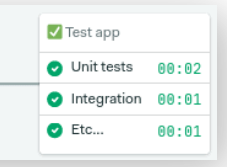 ✅ Test app
Unit tests 00:02
Integration 00:01
Etc... 00:01